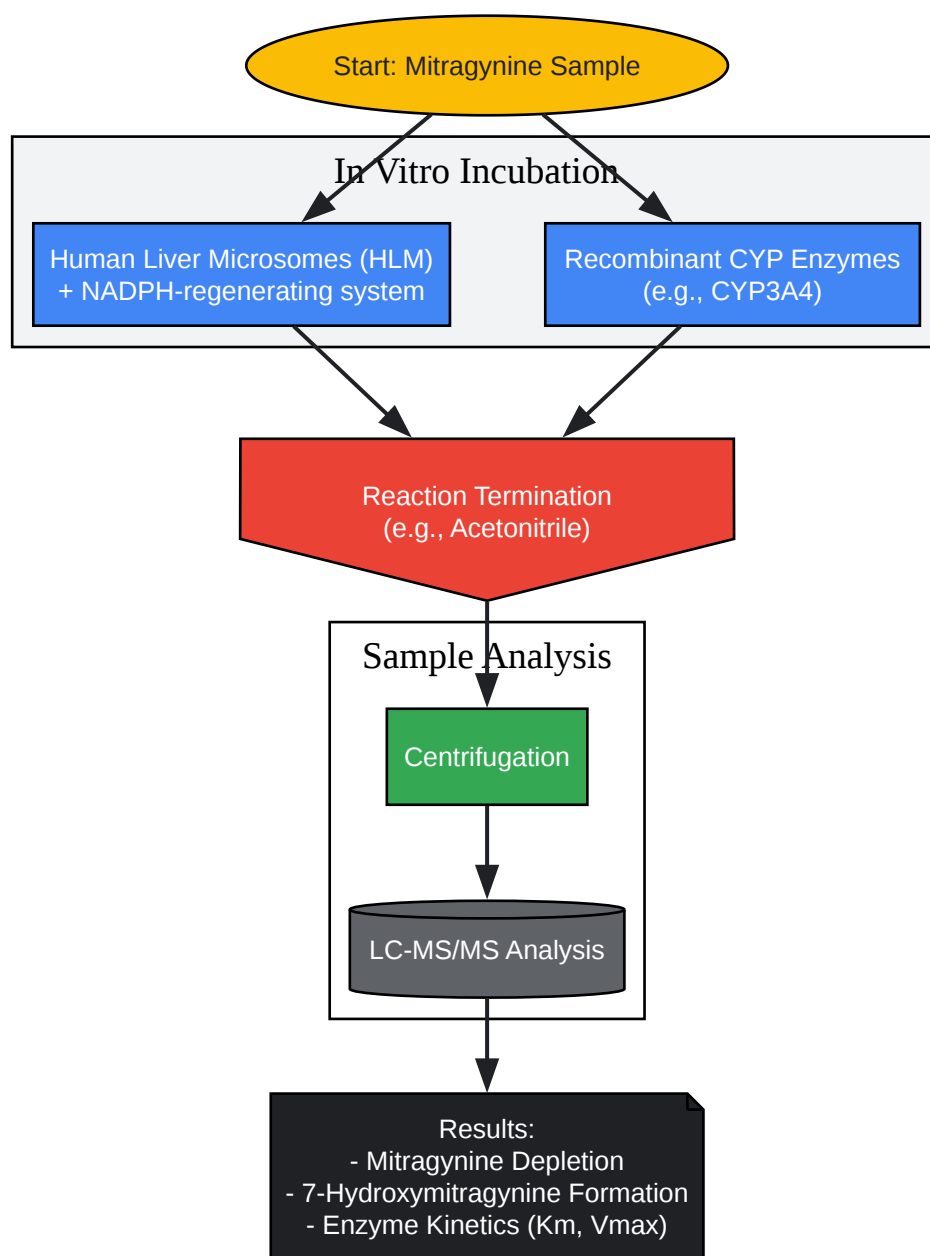 Start: Mitragynine Sample
In Vitro Incubation
Human Liver Microsomes (HLM)
+ NADPH-regenerating system
Recombinant CYP Enzymes
(e.g., CYP3A4)
Reaction Termination
(e.g., Acetonitrile)
Sample Analysis
Centrifugation
LC-MS/MS Analysis
Results:
- Mitragynine Depletion
- 7-Hydroxymitragynine Formation
- Enzyme Kinetics (Km, Vmax)